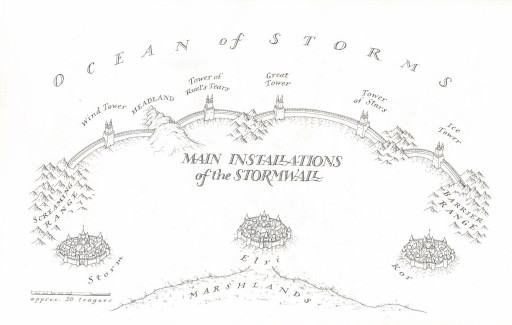 OCEAN of STORMS
Wind Tower
HEADLAND
Tower of
Ruel's Tears
Great
Tower
Tower
of Stars
Ice
Tower
MAIN INSTALLATIONS
of the STORMWALL
SCREAMING
RANGE
BARRIER
RANGE
Storm
Elri
Kor
MARSHLANDS
approx. 20 leagues